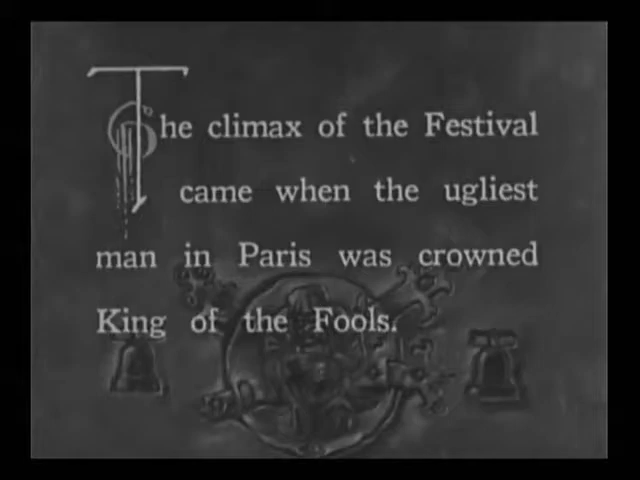 The climax of the Festival
came when the ugliest
man in Paris was crowned
King of the Fools.